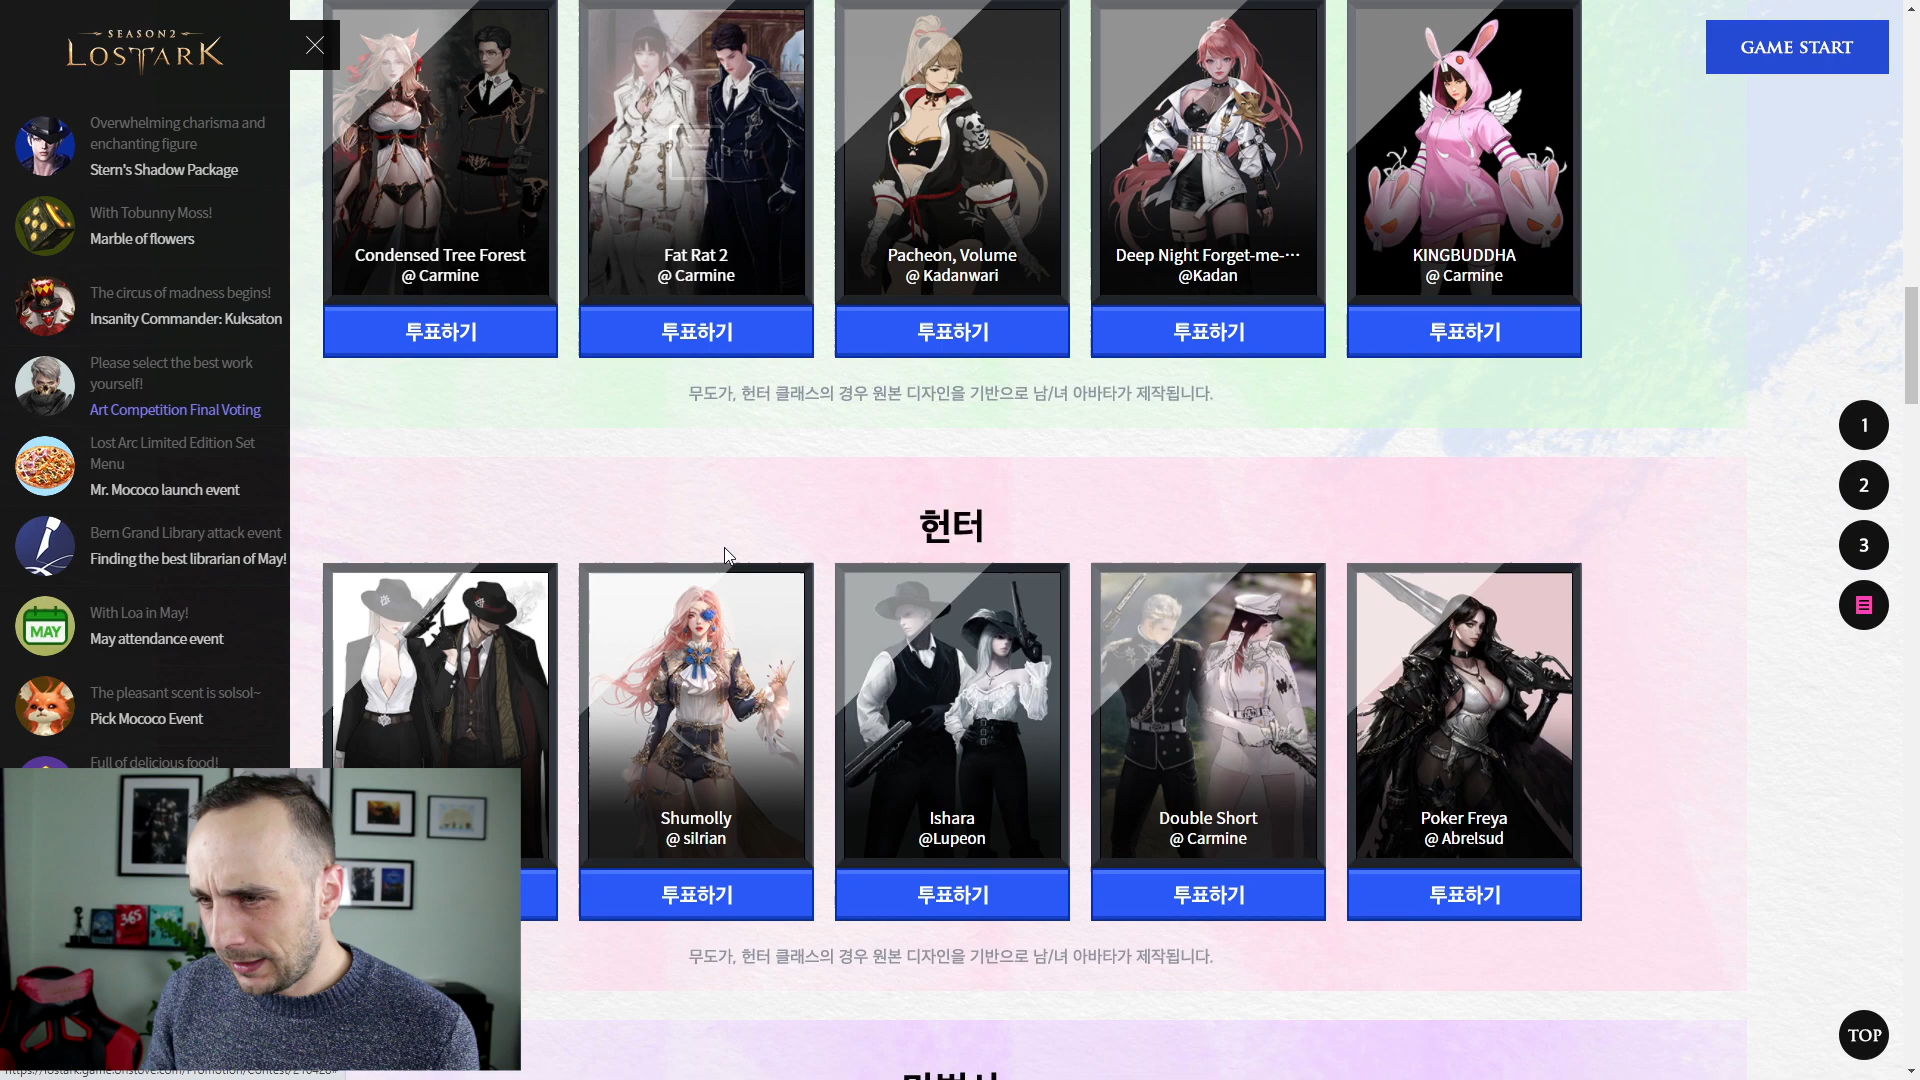 SEASON2
LOST ARK
Overwhelming charisma and
enchanting figure
Stern's Shadow Package
With Tobunny Moss!
Marble of flowers
The circus of madness begins!
Insanity Commander: Kuksaton
Please select the best work
yourself!
Art Competition Final Voting
Lost Arc Limited Edition Set
Menu
Mr. Mococo launch event
Bern Grand Library attack event
Finding the best librarian of May!
MAY
With Loa in May!
May attendance event
The pleasant scent is solsol~
Pick Mococo Event
Full of delicious food!
GAME START
Condensed Tree Forest
@ Carmine
Fat Rat 2
@ Carmine
Pacheon, Volume
@ Kadanwari
Deep Night Forget-me-···
@Kadan
KINGBUDDHA
@ Carmine
투표하기
투표하기
투표하기
투표하기
투표하기
무도가, 헌터 클래스의 경우 원본 디자인을 기반으로 남/녀 아바타가 제작됩니다.
헌터
Shumolly
@ silrian
Ishara
@Lupeon
Double Short
@ Carmine
Poker Freya
@ Abrelsud
투표하기
투표하기
투표하기
투표하기
무도가, 헌터 클래스의 경우 원본 디자인을 기반으로 남/녀 아바타가 제작됩니다.
1
2
3
TOP
365